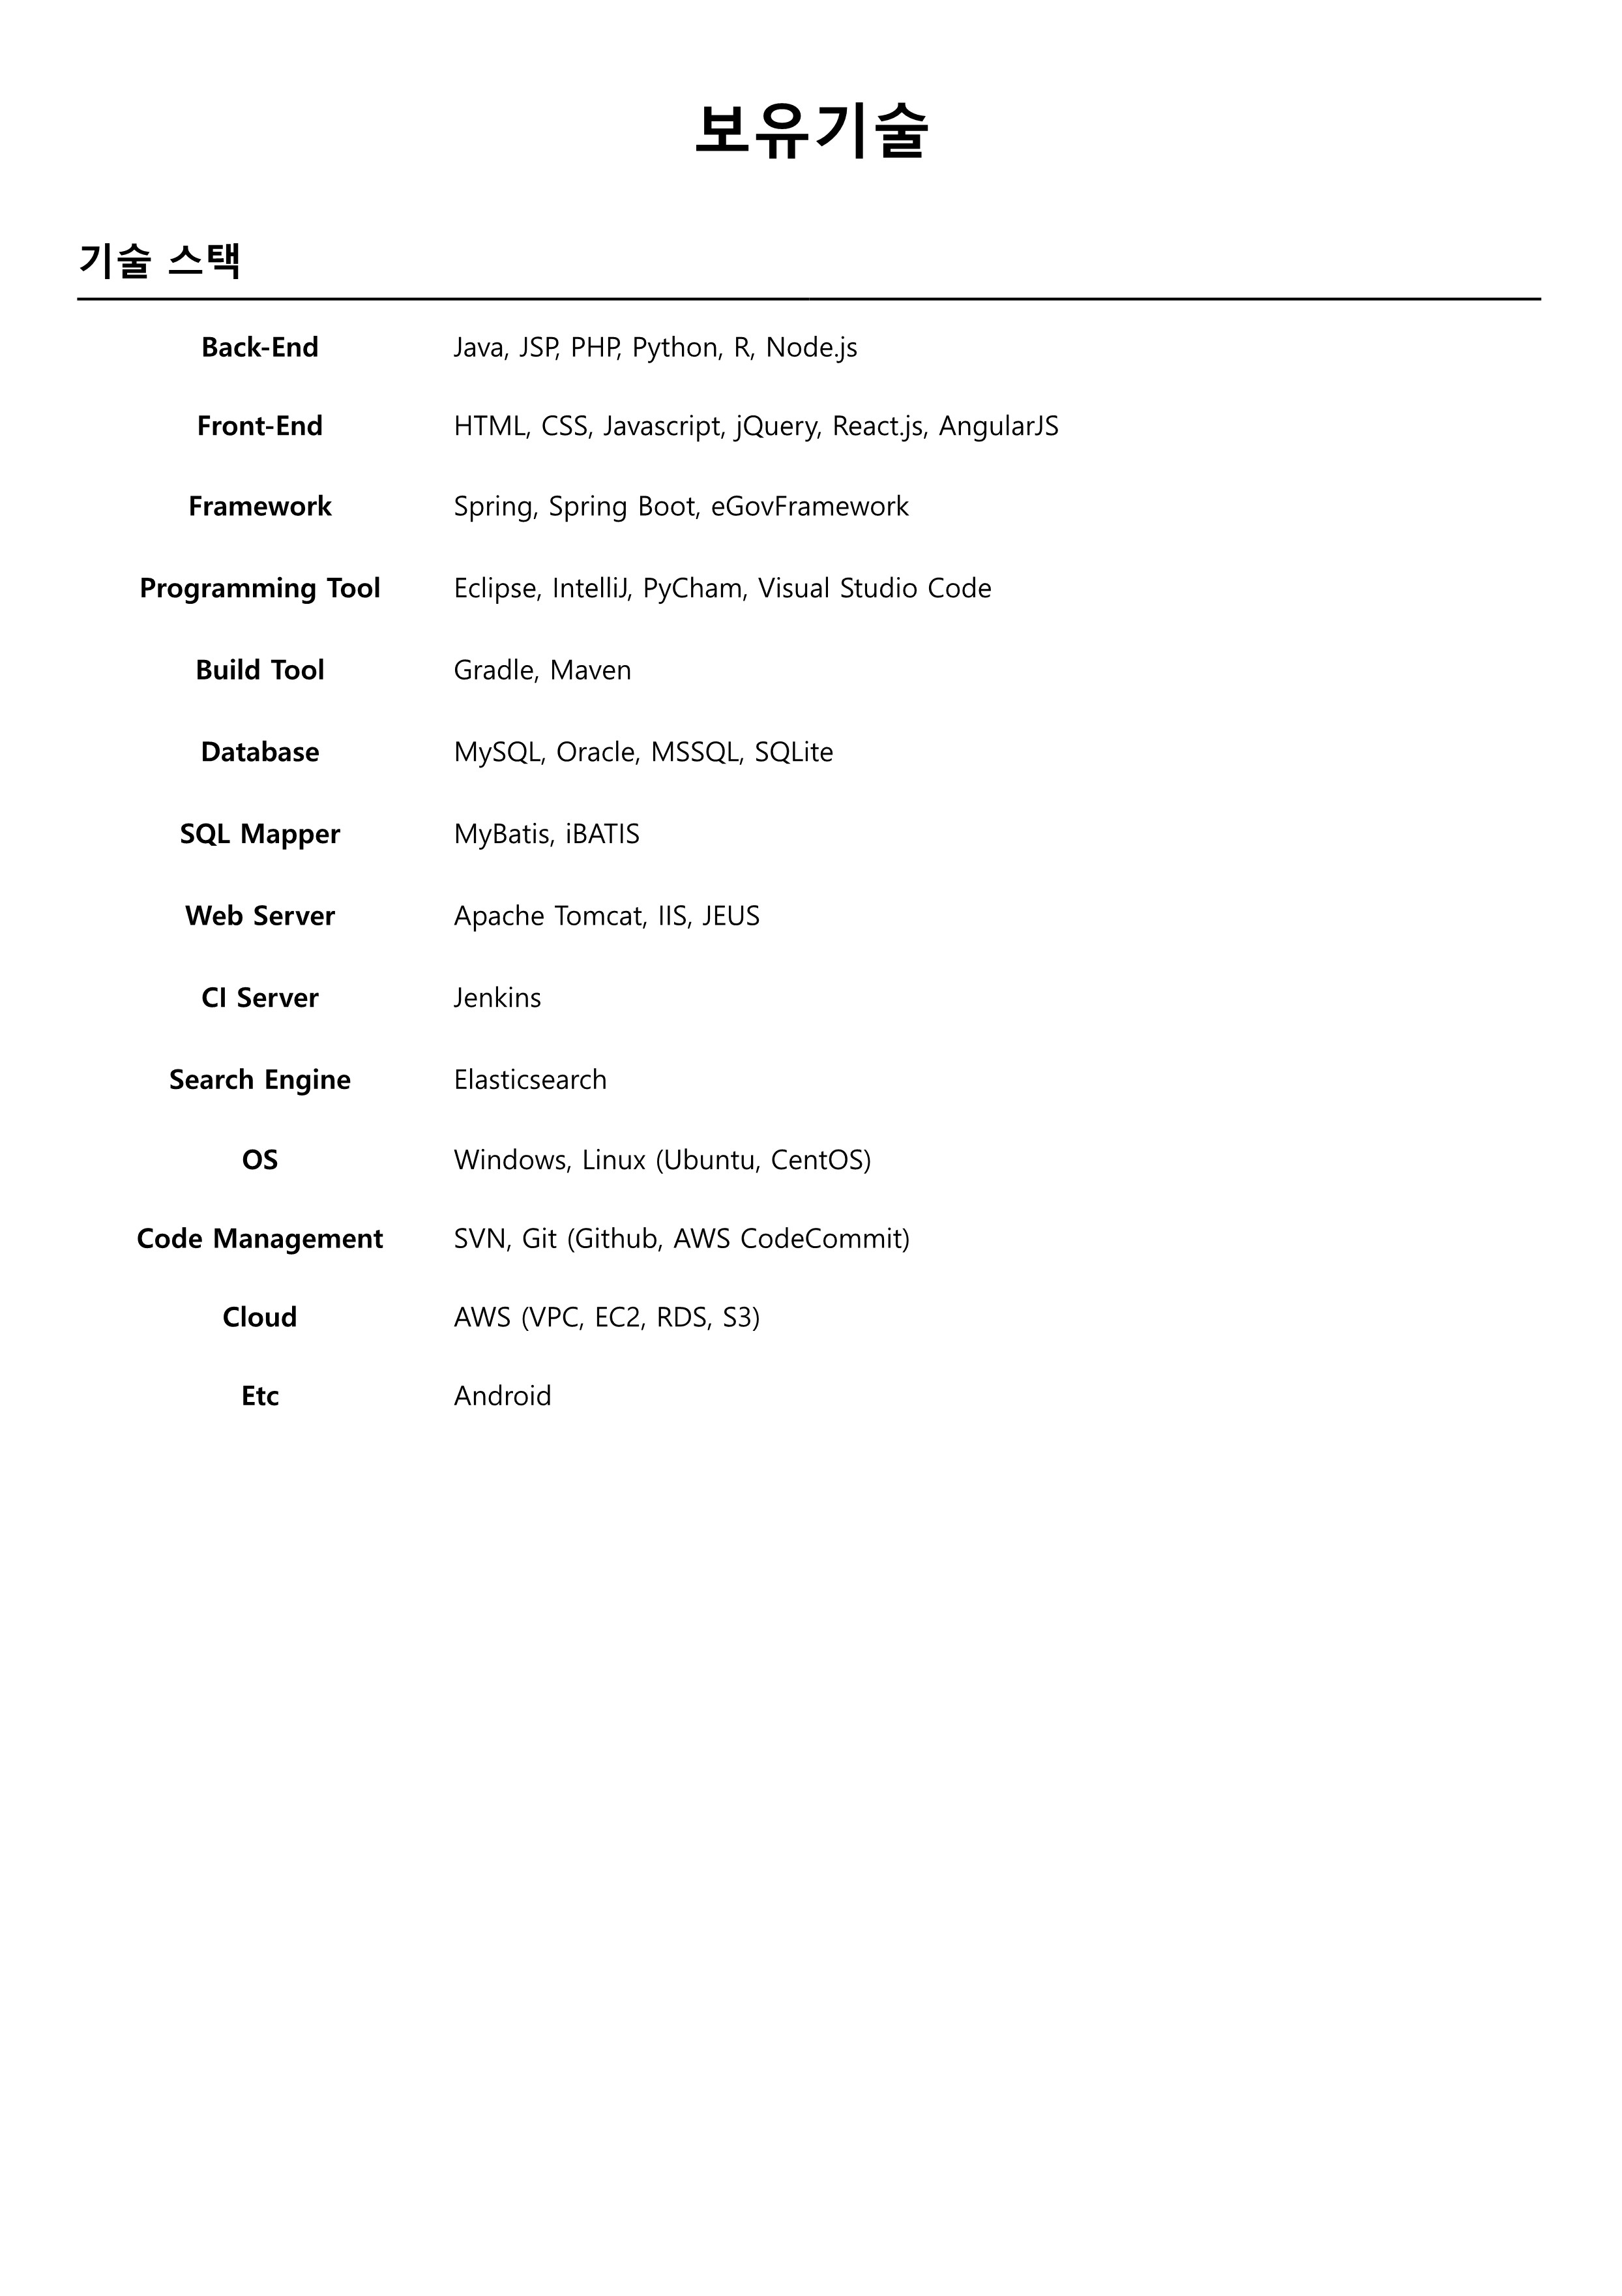 보유기술
기술 스택
Back-End Java, JSP, PHP, Python, R, Node.js
Front-End HTML, CSS, Javascript, jQuery, React.js, AngularJS
Framework Spring, Spring Boot, eGovFramework
Programming Tool Eclipse, IntelliJ, PyCham, Visual Studio Code
Build Tool Gradle, Maven
Database MySQL, Oracle, MSSQL, SQLite
SQL Mapper MyBatis, iBATIS
Web Server Apache Tomcat, IIS, JEUS
CI Server Jenkins
Search Engine Elasticsearch
OS Windows, Linux (Ubuntu, CentOS)
Code Management SVN, Git (Github, AWS CodeCommit)
Cloud AWS (VPC, EC2, RDS, S3)
Etc Android